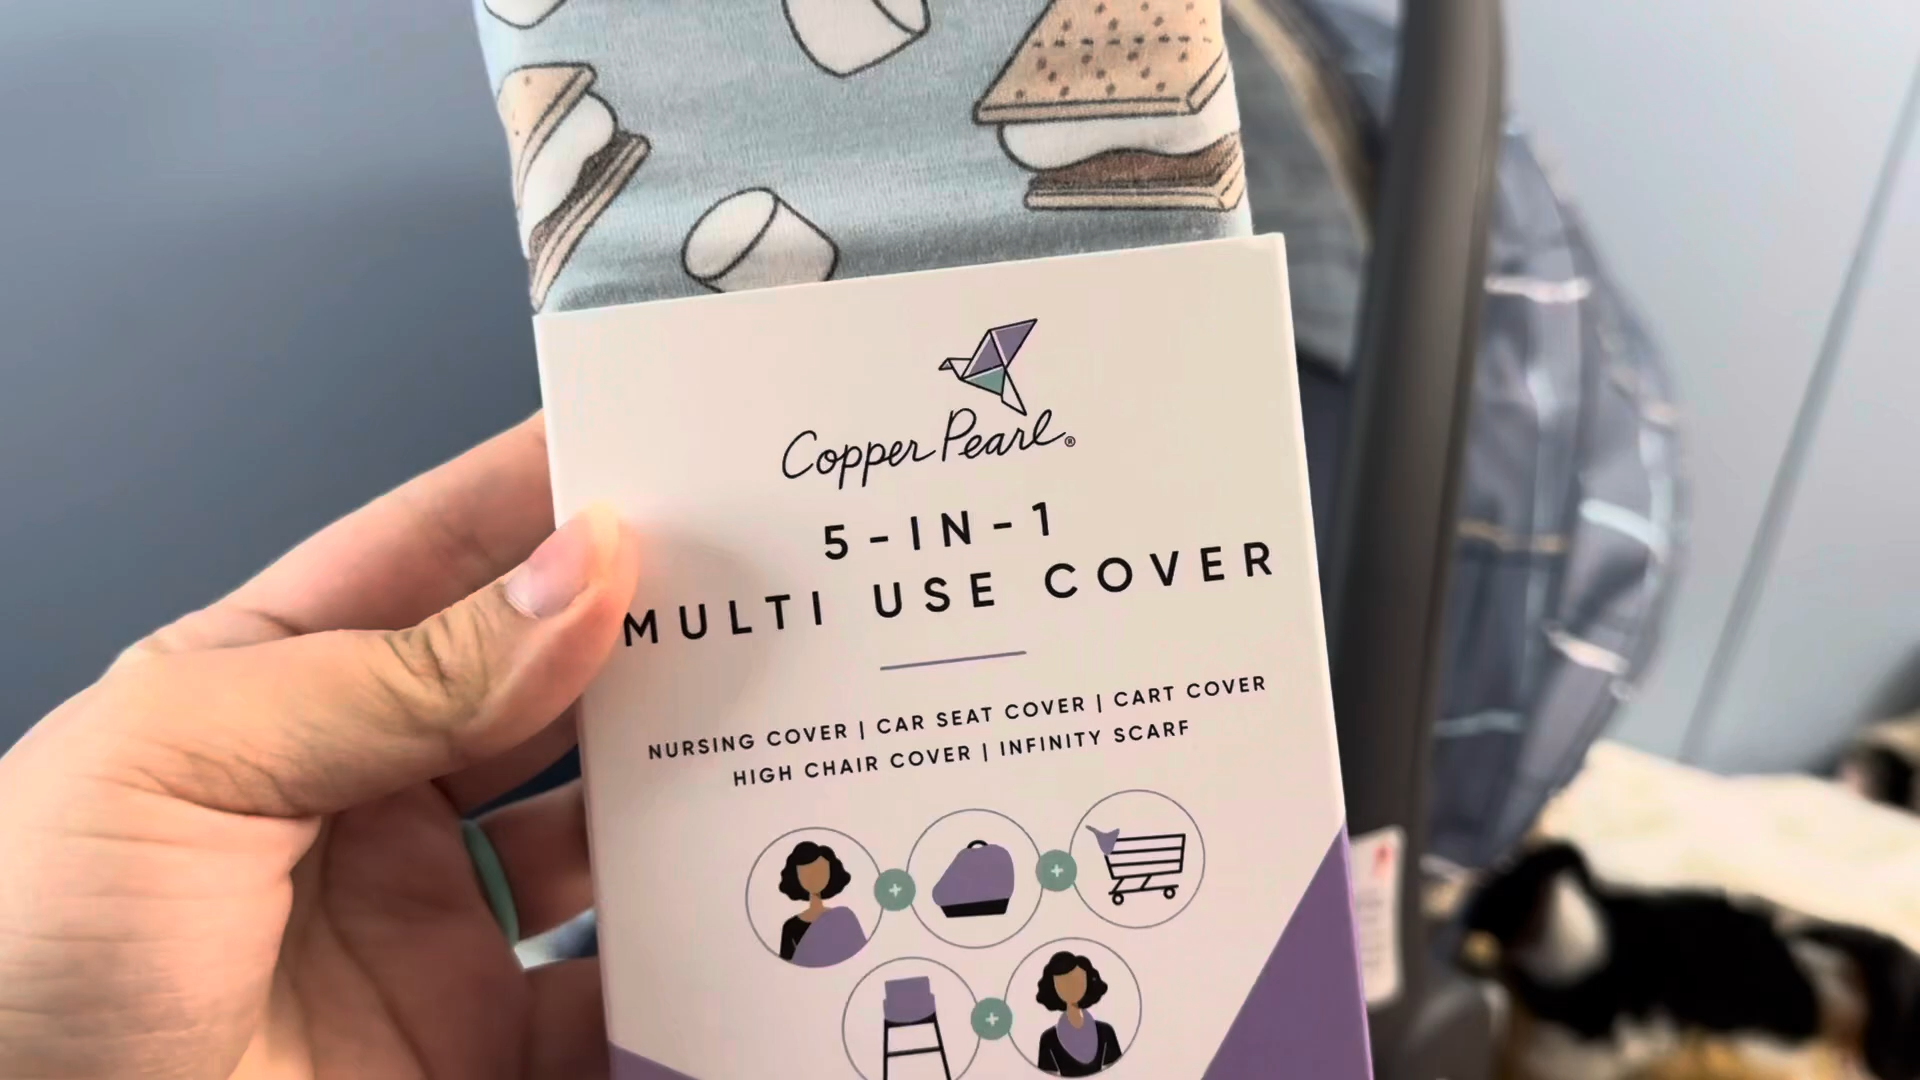 Copper Pearl®
5-IN-1
MULTI USE COVER
NURSING COVER | CAR SEAT COVER | CART COVER
HIGH CHAIR COVER | INFINITY SCARF